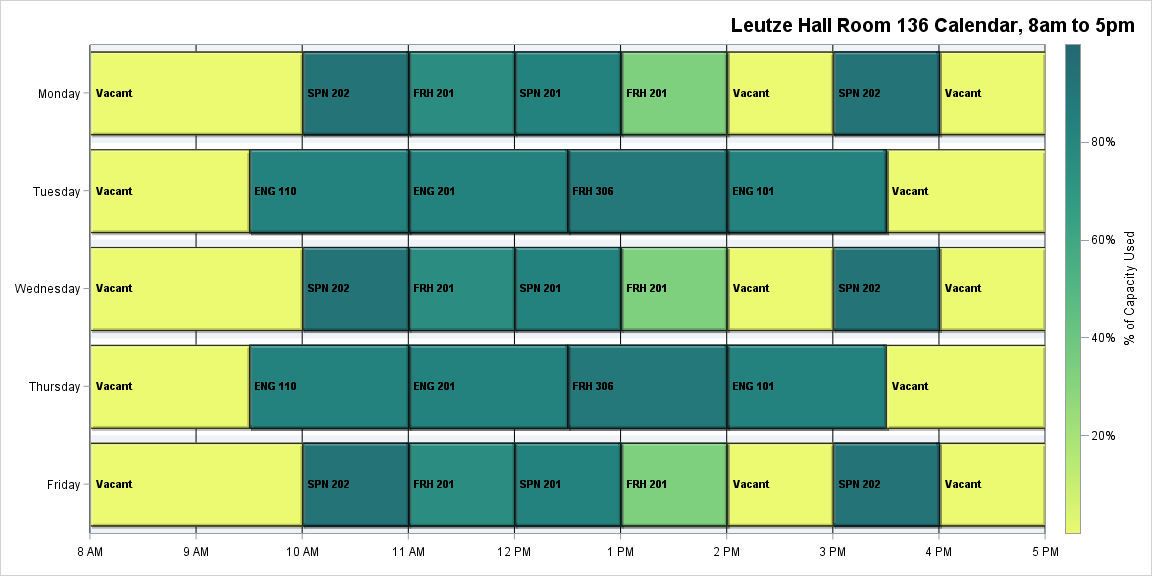 Leutze Hall Room 136 Calendar, 8am to 5pm
Monday
Vacant
SPN 202
FRH 201
SPN 201
FRH 201
Vacant
SPN 202
Vacant
Tuesday
Vacant
ENG 110
ENG 201
FRH 306
ENG 101
Vacant
Wednesday
Vacant
SPN 202
FRH 201
SPN 201
FRH 201
Vacant
SPN 202
Vacant
Thursday
Vacant
ENG 110
ENG 201
FRH 306
ENG 101
Vacant
Friday
Vacant
SPN 202
FRH 201
SPN 201
FRH 201
Vacant
SPN 202
Vacant
8 AM
9 AM
10 AM
11 AM
12 PM
1 PM
2 PM
3 PM
4 PM
5 PM
80%
60%
40%
20%
% of Capacity Used